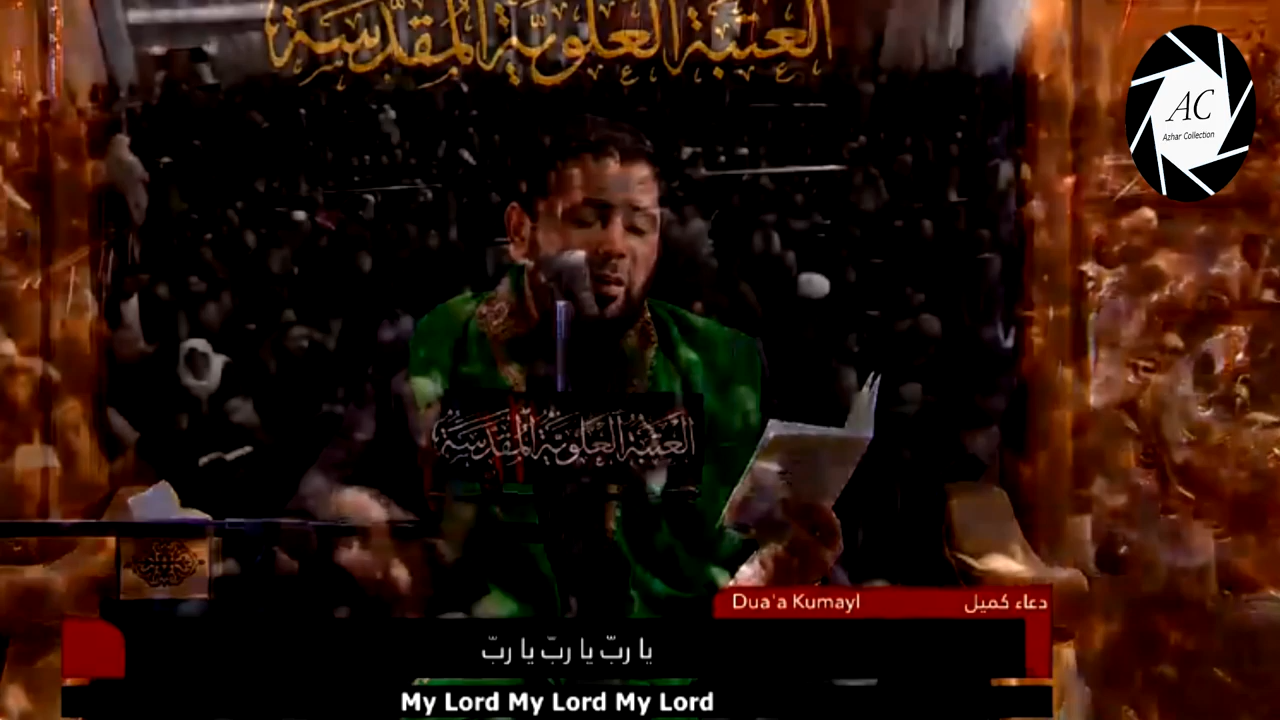 العتبة العلوية المقدسة
AC
Azhar Collection
العتبة العلوية المقدسة
Dua'a Kumayl دعاء كميل
يا ربّ يا ربّ يا ربّ
My Lord My Lord My Lord